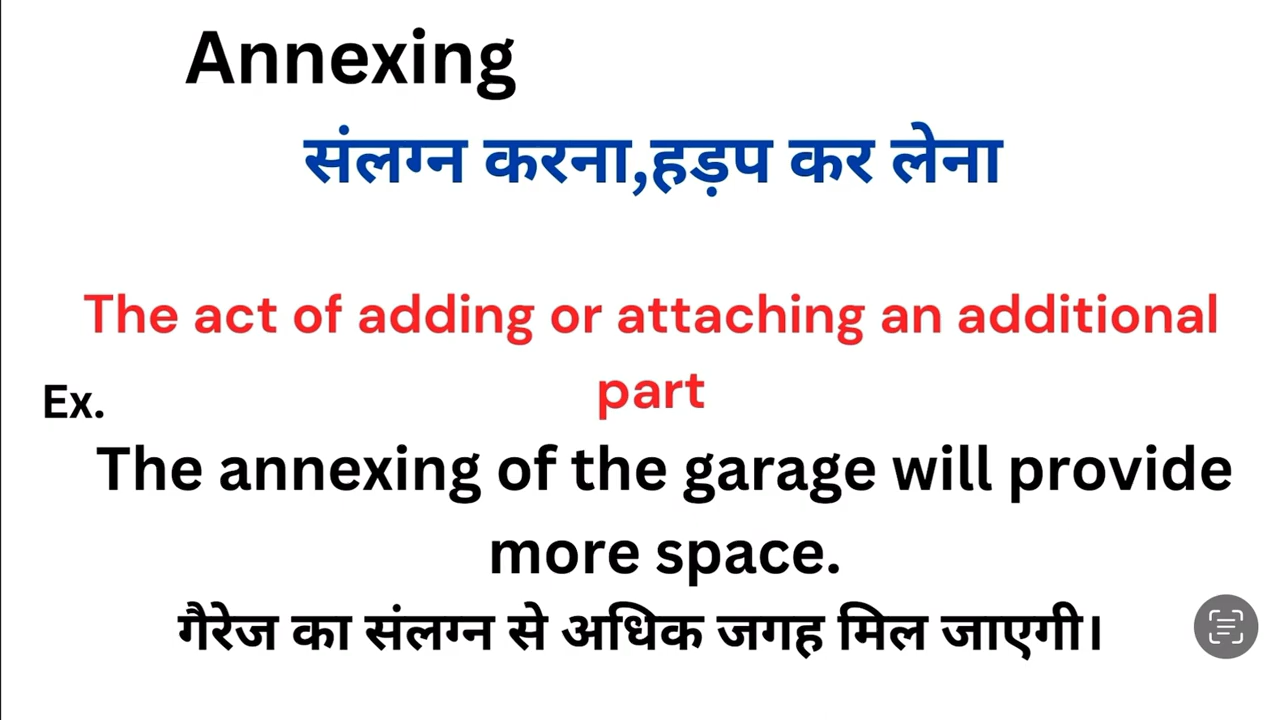 Annexing
संलग्न करना,हड़प कर लेना
The act of adding or attaching an additional
part
Ex.
The annexing of the garage will provide
more space.
गैरेज का संलग्न से अधिक जगह मिल जाएगी।